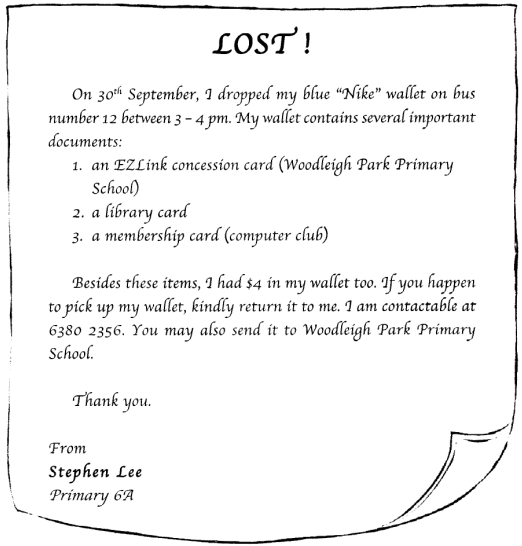 LOST !
On 30th September, I dropped my blue “Nike” wallet on bus
number 12 between 3 – 4 pm. My wallet contains several important
documents:
1. an EZLink concession card (Woodleigh Park Primary
School)
2. a library card
3. a membership card (computer club)
Besides these items, I had $4 in my wallet too. If you happen
to pick up my wallet, kindly return it to me. I am contactable at
6380 2356. You may also send it to Woodleigh Park Primary
School.
Thank you.
From
Stephen Lee
Primary 6A